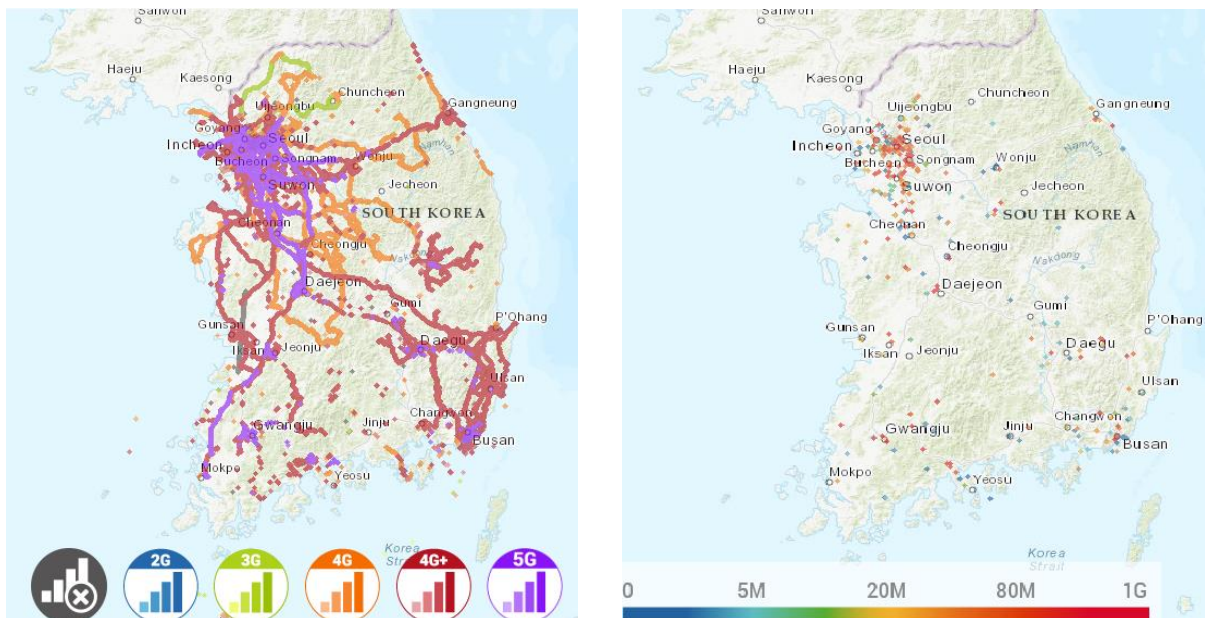 Sariwon
Haeju
Kaesong
Chuncheon
Uijeongbu
Gangneung
Goyang
Seoul
Incheon
Bucheon
Songnam
Wonju
Suwon
Jecheon
SOUTH KOREA
Cheonan
Cheongju
Daejeon
Gumi
P'Ohang
Gunsan
Daegu
Iksan
Jeonju
Ulsan
Changwon
Gwangju
Jinju
Busan
Mokpo
Yeosu
Korea
2G
3G
4G
4G+
5G
Haeju
Kaesong
Chuncheon
Uijeongbu
Gangneung
Goyang
Seoul
Namhan
Incheon
Bucheon
Songnam
Wonju
Suwon
Jecheon
SOUTH KOREA
Cheonan
Cheongju
Nakdong
Daejeon
Gumi
P'Ohang
Gunsan
Daegu
Iksan
Jeonju
Ulsan
Changwon
Gwangju
Jinju
Busan
Mokpo
Yeosu
Korea
Strait
0 5M 20M 80M 1G